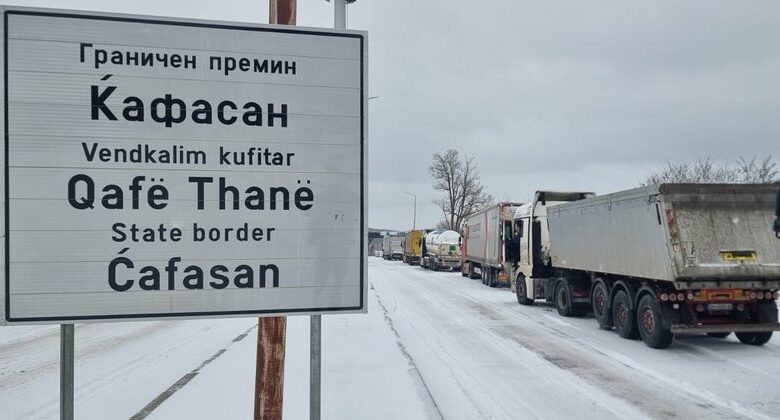 Граничен премин
Ќафасан
Vendkalim kufitar
Qafë Thanë
State border
Ćafasan